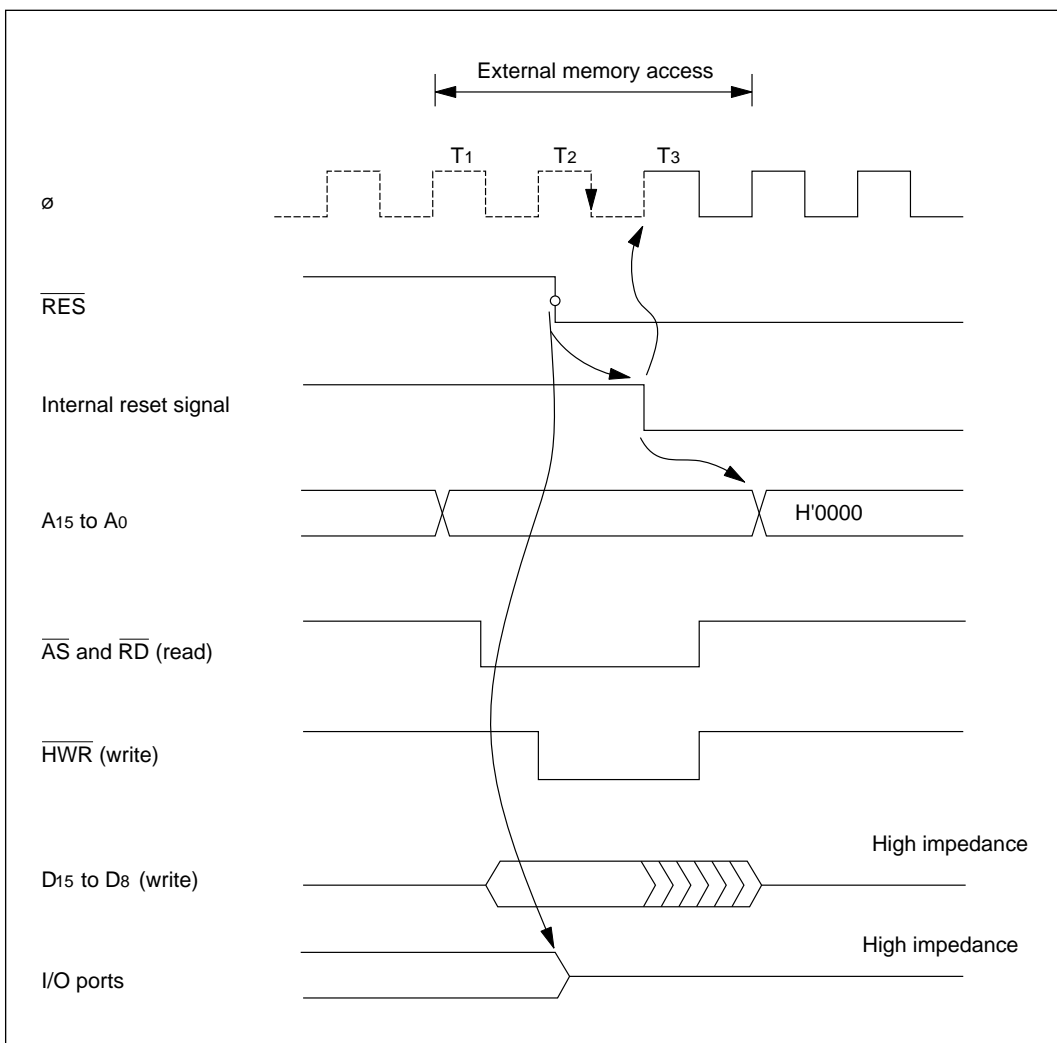 External memory access
T1 T2 T3
ø
RES
Internal reset signal
A15 to A0
H'0000
AS and RD (read)
HWR (write)
High impedance
D15 to D8 (write)
High impedance
I/O ports